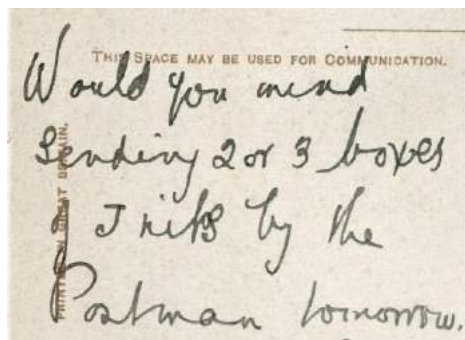 THIS SPACE MAY BE USED FOR COMMUNICATION.
Would you mind
Sending 2 or 3 boxes
of by the
Postman tomorrow.
PRINTED IN GREAT BRITAIN.